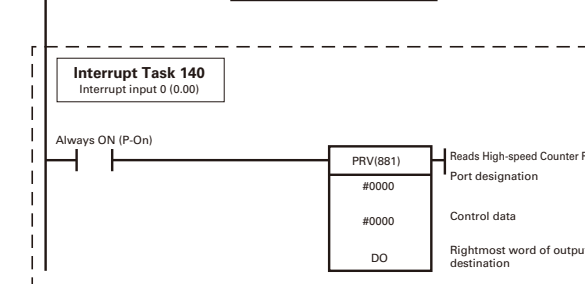 Interrupt Task 140
Interrupt input 0 (0.00)
Always ON (P-On)
PRV(881)
Reads High-speed Counter
#0000
Port designation
#0000
Control data
DO
Rightmost word of
destination